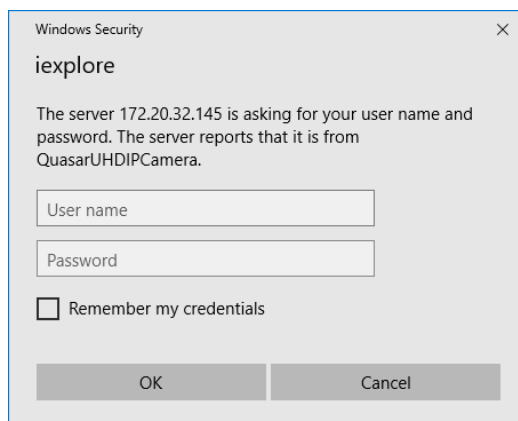 Windows Security
iexplore
The server 172.20.32.145 is asking for your user name and
password. The server reports that it is from
QuasarUHDIPCamera.
User name
Password
Remember my credentials
OK
Cancel